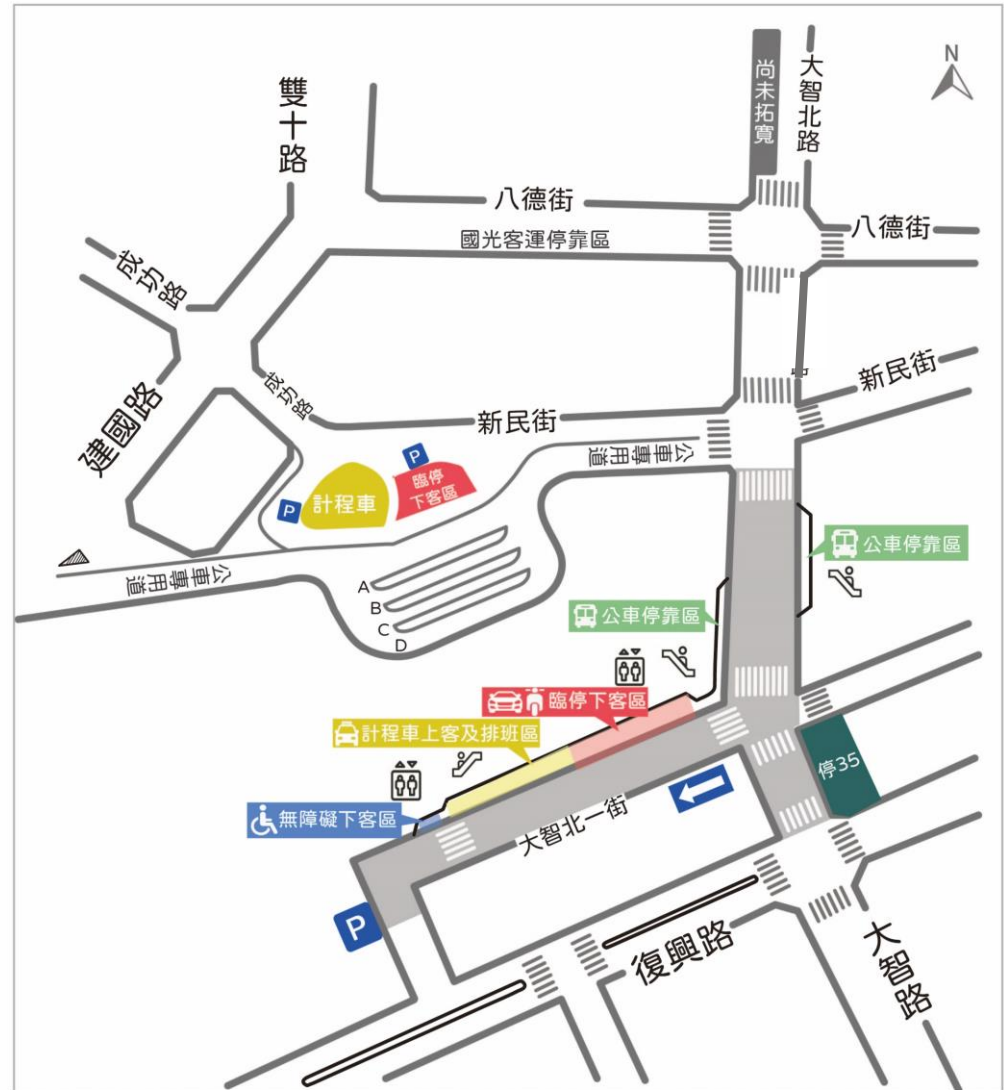 N
尚未拓寬
大智北路
雙十路
八德街
八德街
國光客運停靠區
成功路
建國路
成功路
新民街
新民街
公車專用道
P
臨停
下客區
計程車
P
公車停靠區
公車專用道
A
B
C
D
公車停靠區
臨停下客區
計程車上客及排班區
停35
無障礙下客區
大智北一街
P
復興路
大智路